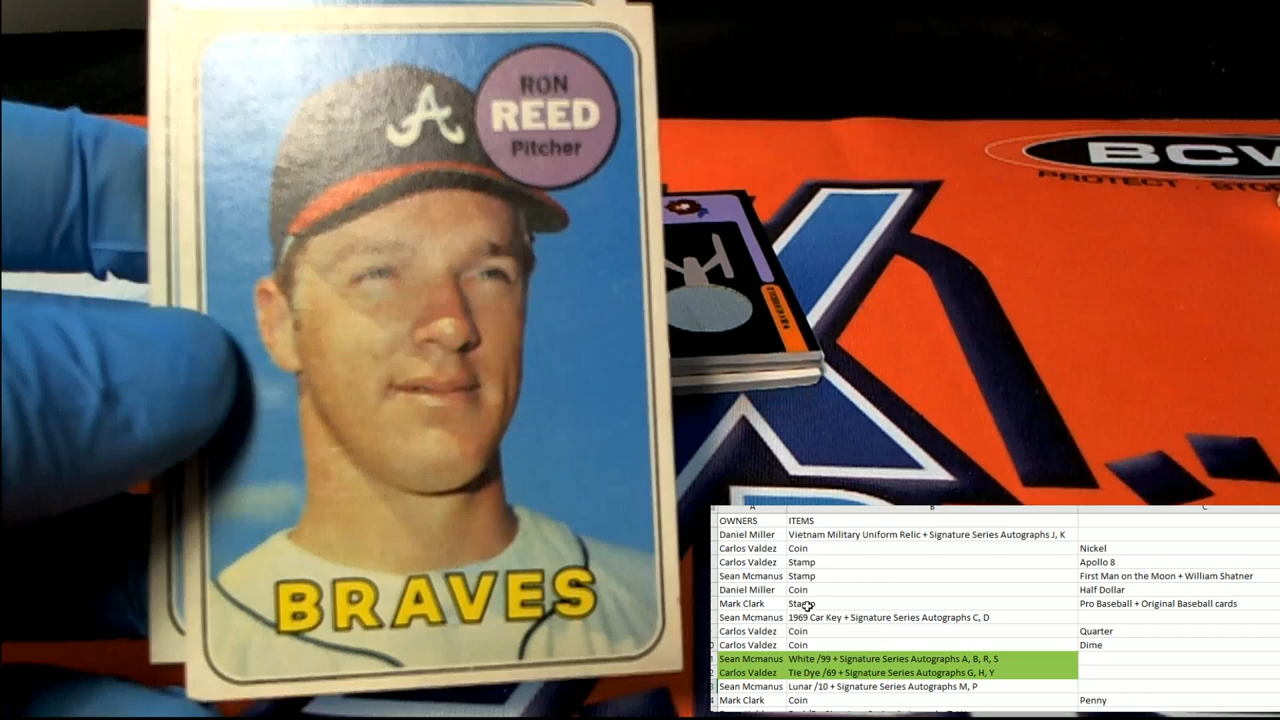 RON
REED
Pitcher
BRAVES
BCW
PROTECT · STO
A B C
OWNERS ITEMS
Daniel Miller Vietnam Military Uniform Relic + Signature Series Autographs J, K
Carlos Valdez Coin Nickel
Carlos Valdez Stamp Apollo 8
Sean Mcmanus Stamp First Man on the Moon + William Shatner
Daniel Miller Coin Half Dollar
Mark Clark Stamp Pro Baseball + Original Baseball cards
Sean Mcmanus 1969 Car Key + Signature Series Autographs C, D
Carlos Valdez Coin Quarter
Carlos Valdez Coin Dime
Sean Mcmanus White /99 + Signature Series Autographs A, B, R, S
Carlos Valdez Tie Dye /69 + Signature Series Autographs G, H, Y
Sean Mcmanus Lunar /10 + Signature Series Autographs M, P
Mark Clark Coin Penny